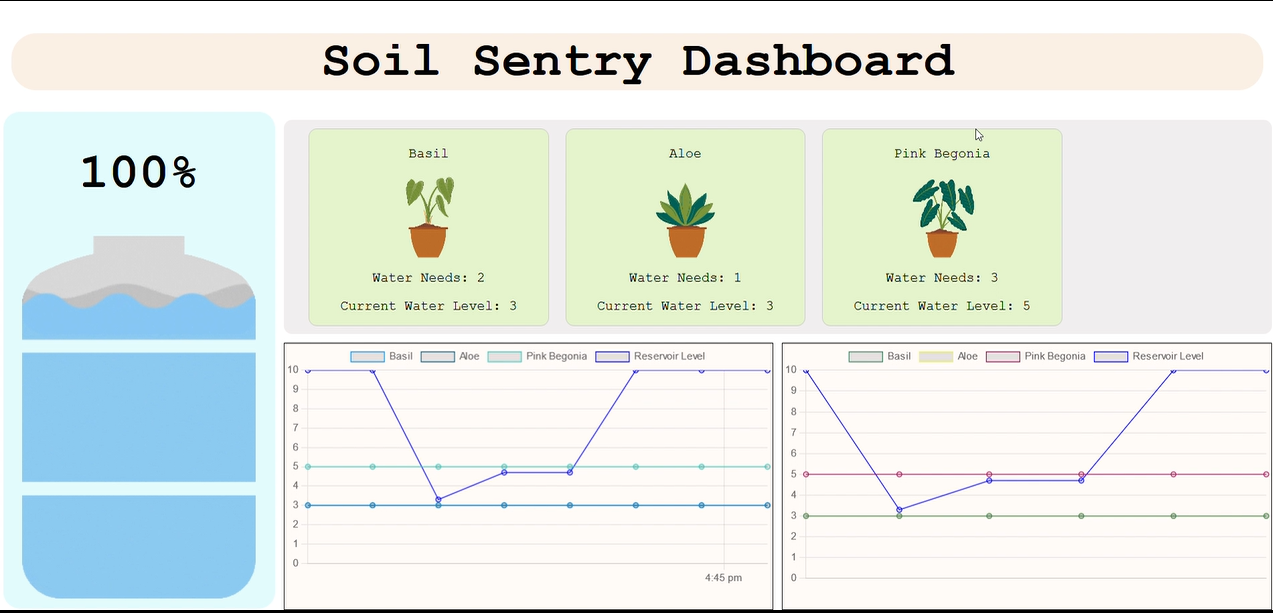 Soil Sentry Dashboard
100%
Basil
Water Needs: 2
Current Water Level: 3
Aloe
Water Needs: 1
Current Water Level: 3
Pink Begonia
Water Needs: 3
Current Water Level: 5
Basil Aloe Pink Begonia Reservoir Level
10
9
8
7
6
5
4
3
2
1
0
4:45 pm
Basil Aloe Pink Begonia Reservoir Level
10
9
8
7
6
5
4
3
2
1
0